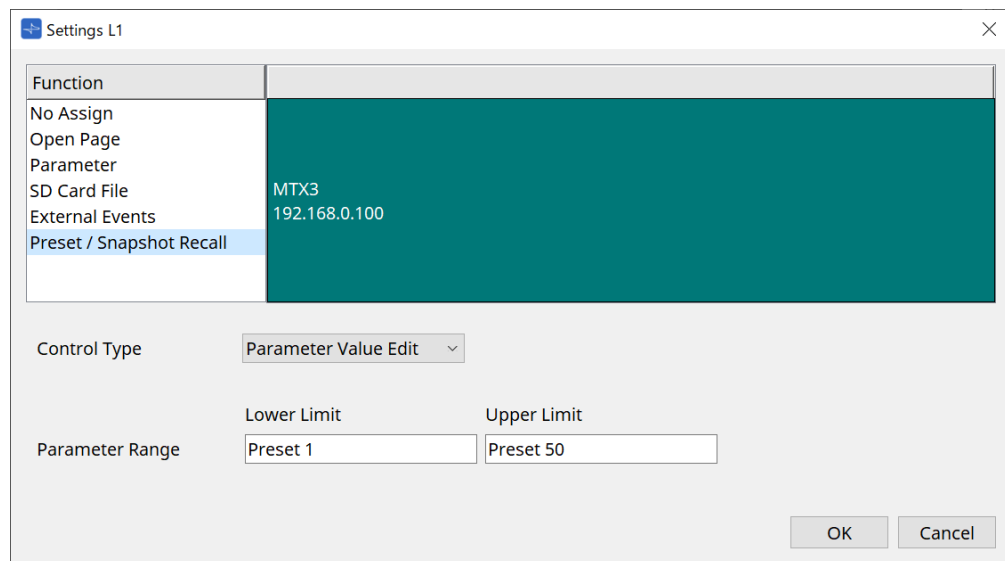 Settings L1
Function
No Assign
Open Page
Parameter
SD Card File
External Events
Preset / Snapshot Recall
MTX3
192.168.0.100
Control Type
Parameter Value Edit
Lower Limit
Upper Limit
Parameter Range
Preset 1
Preset 50
OK
Cancel